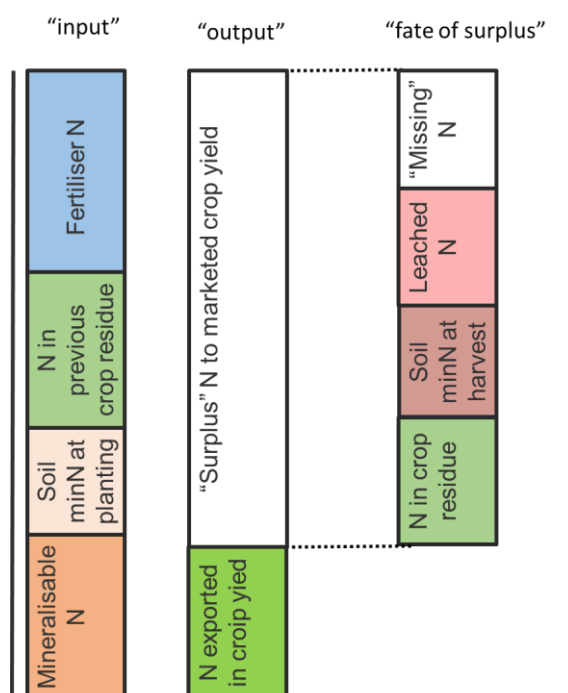 “input”
“output”
“fate of surplus”
Fertiliser N
N in
previous
crop residue
Soil
minN at
planting
Mineralisable
N
“Surplus” N to marketed crop yield
N exported
in croip yied
“Missing”
N
Leached
N
Soil
minN at
harvest
N in crop
residue